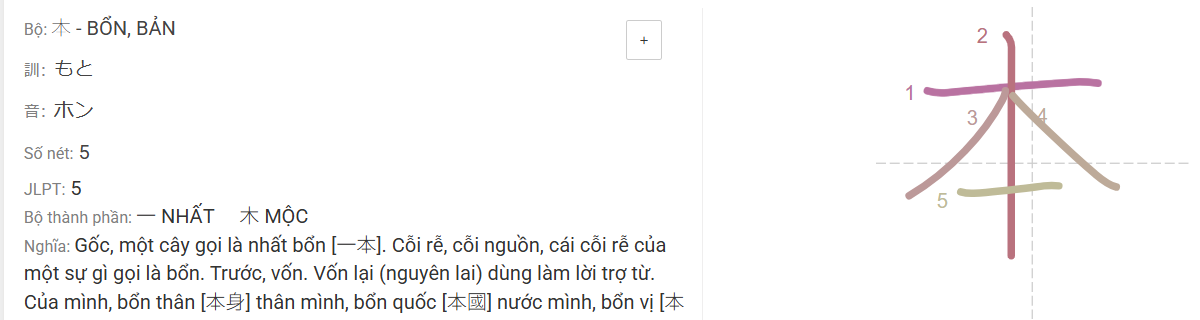 Bộ: 木 - BỔN, BẢN
+
訓: もと
音: ホン
Số nét: 5
JLPT: 5
Bộ thành phần: 一 NHẤT 木 MỘC
Nghĩa: Gốc, một cây gọi là nhất bổn [一本]. Cỗi rễ, cỗi nguồn, cái cỗi rễ của
một sự gì gọi là bổn. Trước, vốn. Vốn lại (nguyên lai) dùng làm lời trợ từ.
Của mình, bổn thân [本身] thân mình, bổn quốc [本國] nước mình, bổn vị [本
本
1
2
3
4
5